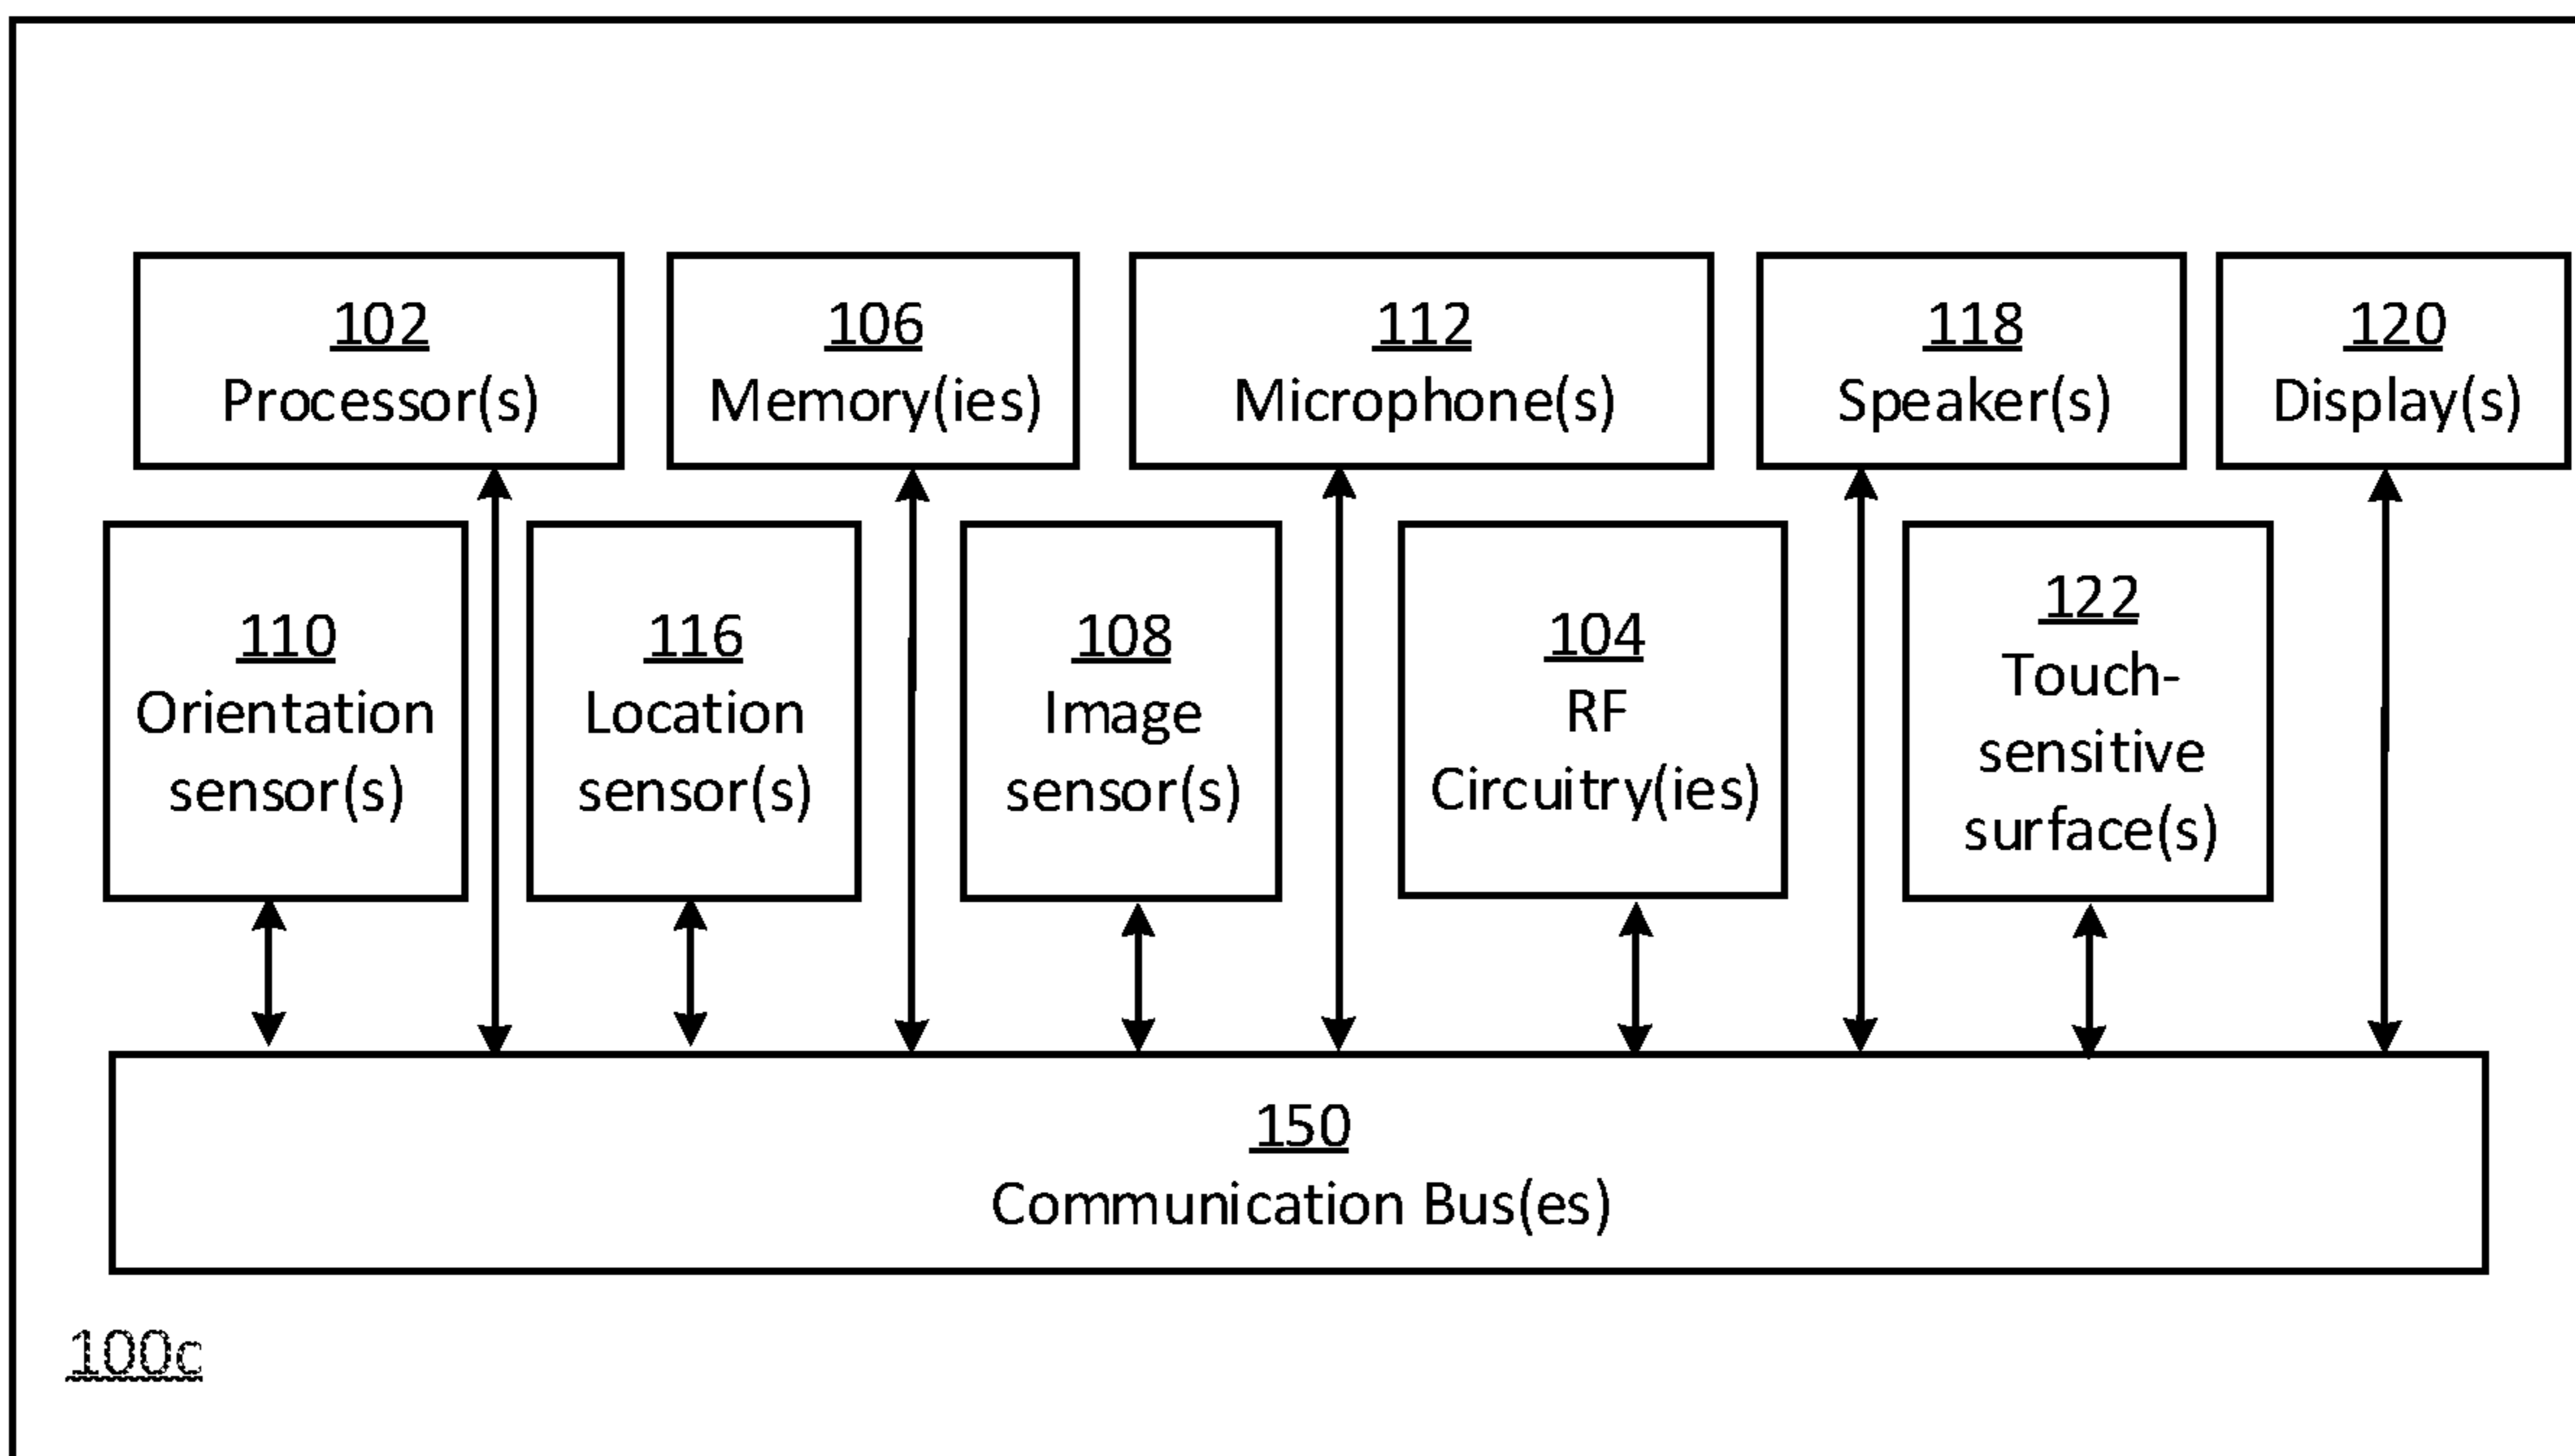 102
Processor(s)
106
Memory(ies)
112
Microphone(s)
118
Speaker(s)
120
Display(s)
110
Orientation
sensor(s)
116
Location
sensor(s)
108
Image
sensor(s)
104
RF
Circuitry(ies)
122
Touch-
sensitive
surface(s)
150
Communication Bus(es)
100c